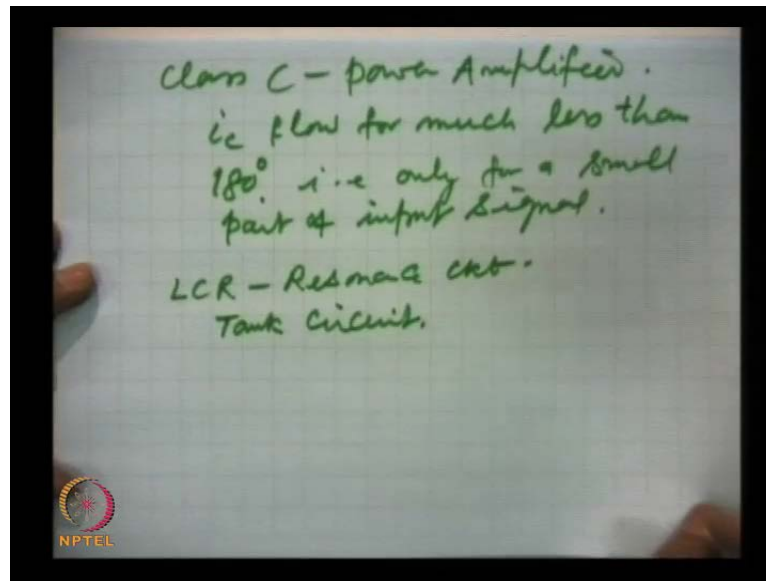 Class C - Power Amplifier.
ic flow for much less than
180°. i.e only for a small
part of input signal.
LCR - Resonance ckt.
Tank Circuit.
NPTEL